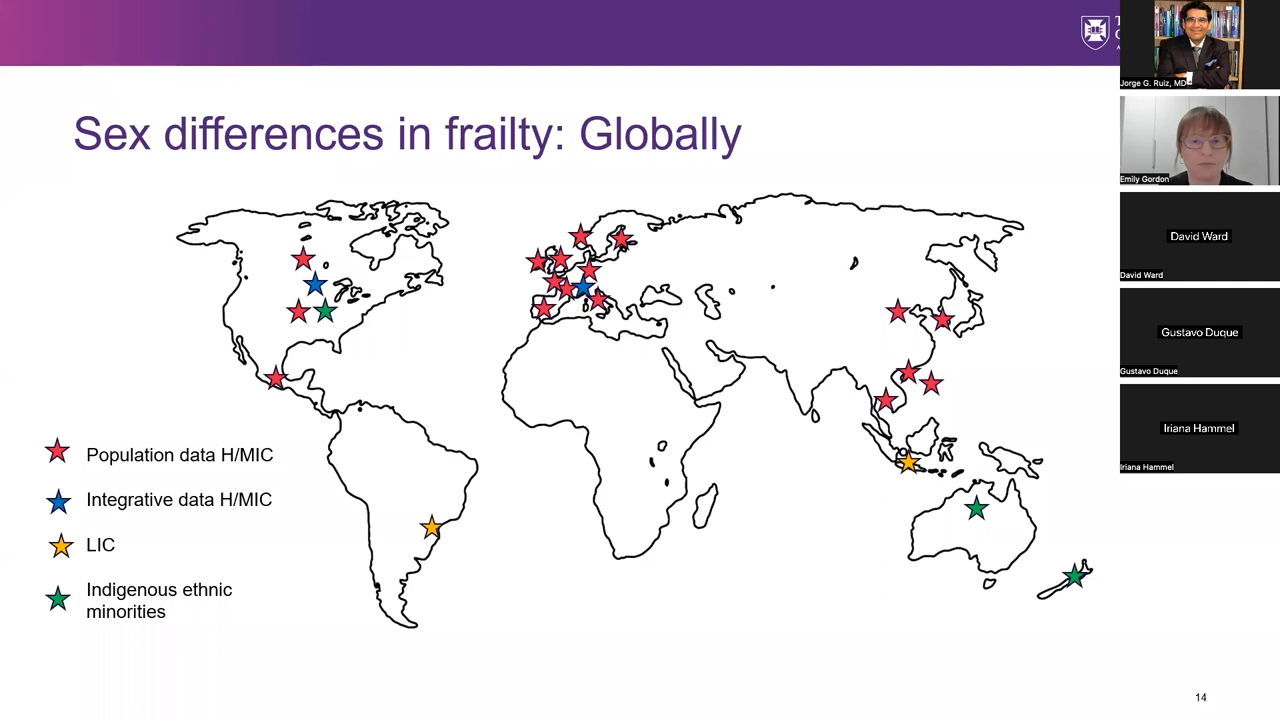 Sex differences in frailty: Globally
Population data H/MIC
Integrative data H/MIC
LIC
Indigenous ethnic
minorities
14
Jorge G. Ruiz, MD
Emily Gordon
David Ward
David Ward
Gustavo Duque
Gustavo Duque
Iriana Hammel
Iriana Hammel